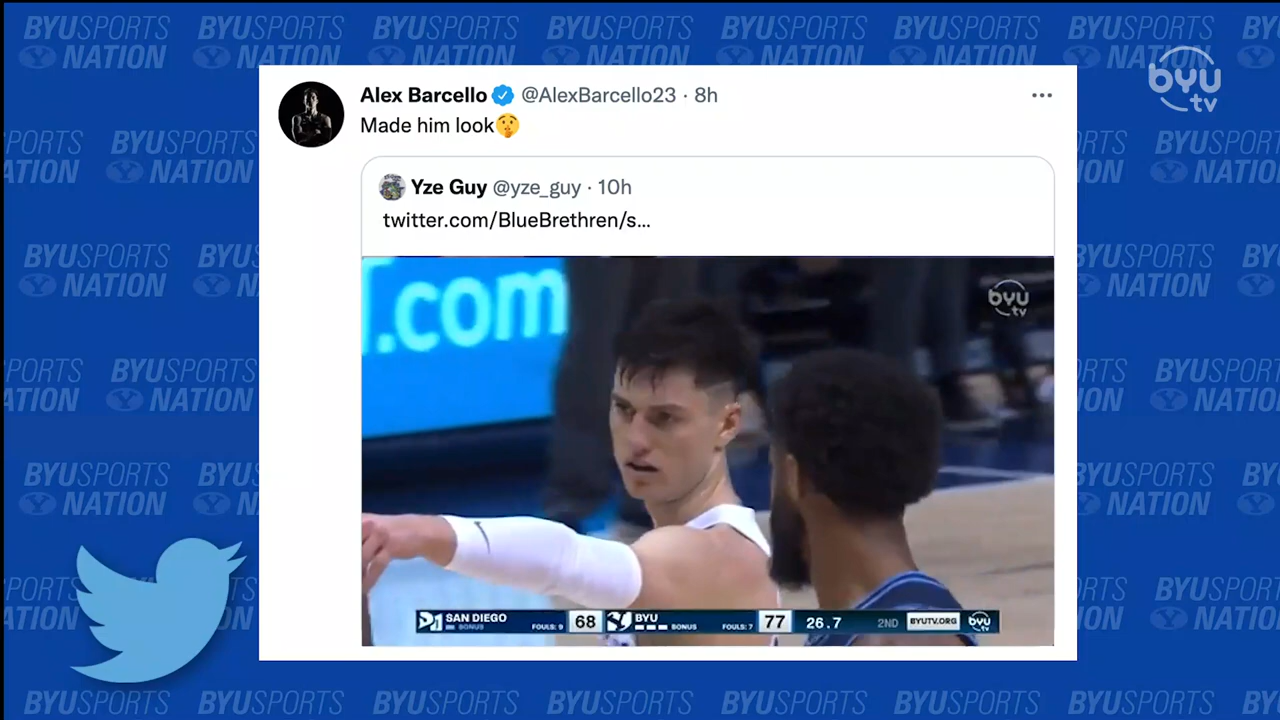 BYUSPORTS NATION
byu tv
Alex Barcello @AlexBarcello23 · 8h
Made him look🤫
Yze Guy @yze_guy · 10h
twitter.com/BlueBrethren/s...
.com
byu tv
SAN DIEGO BONUS FOULS: 9 68 BYU BONUS FOULS: 7 77 26.7 2ND BYUTV.ORG byu tv